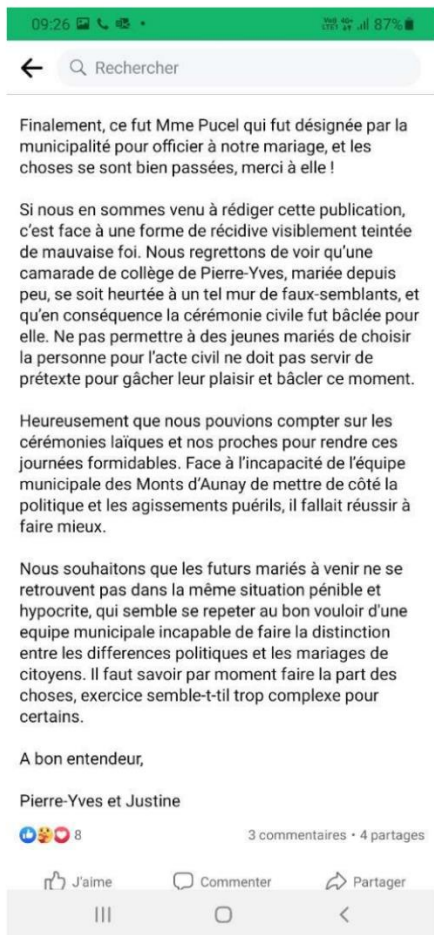 09:26
87%
Rechercher
Finalement, ce fut Mme Pucel qui fut désignée par la
municipalité pour officier à notre mariage, et les
choses se sont bien passées, merci à elle !
Si nous en sommes venu à rédiger cette publication,
c'est face à une forme de récidive visiblement teintée
de mauvaise foi. Nous regrettons de voir qu'une
camarade de collège de Pierre-Yves, mariée depuis
peu, se soit heurtée à un tel mur de faux-semblants, et
qu'en conséquence la cérémonie civile fut bâclée pour
elle. Ne pas permettre à des jeunes mariés de choisir
la personne pour l'acte civil ne doit pas servir de
prétexte pour gâcher leur plaisir et bâcler ce moment.
Heureusement que nous pouvions compter sur les
cérémonies laïques et nos proches pour rendre ces
journées formidables. Face à l'incapacité de l'équipe
municipale des Monts d'Aunay de mettre de côté la
politique et les agissements puérils, il fallait réussir à
faire mieux.
Nous souhaitons que les futurs mariés à venir ne se
retrouvent pas dans la même situation pénible et
hypocrite, qui semble se repeter au bon vouloir d'une
equipe municipale incapable de faire la distinction
entre les differences politiques et les mariages de
citoyens. Il faut savoir par moment faire la part des
choses, exercice semble-t-til trop complexe pour
certains.
A bon entendeur,
Pierre-Yves et Justine
8
3 commentaires • 4 partages
J'aime
Commenter
Partager